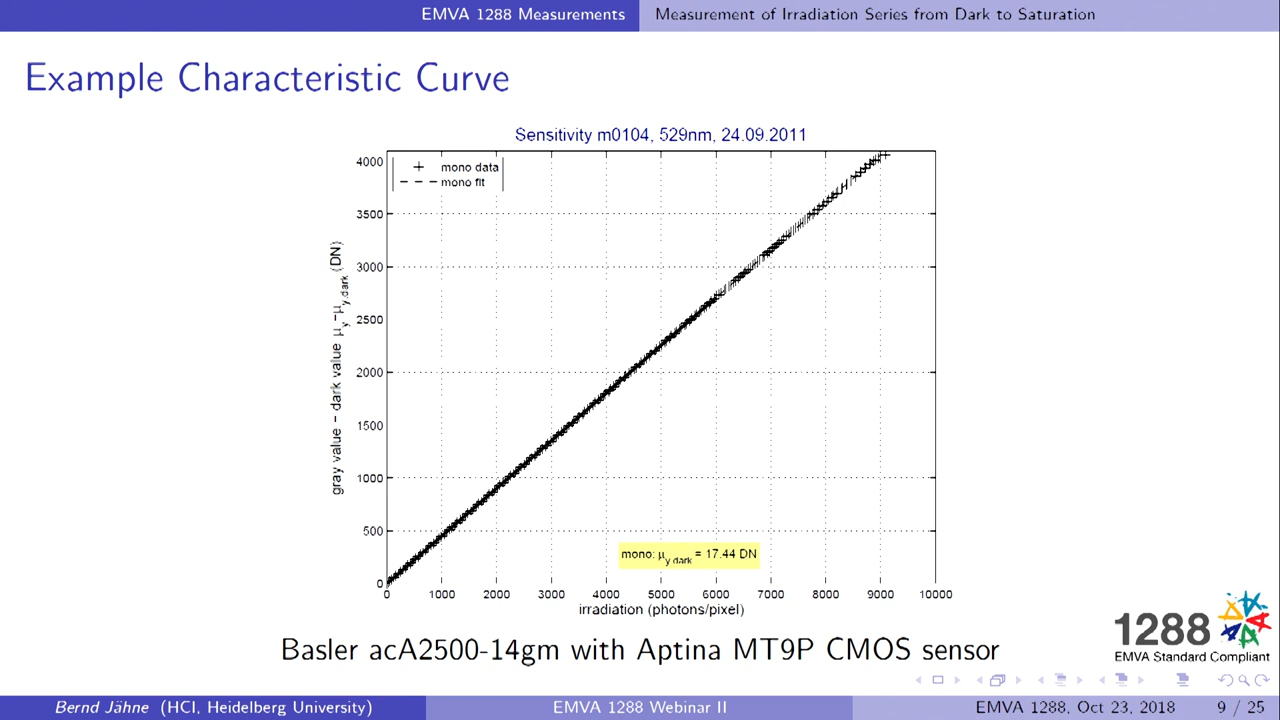 EMVA 1288 Measurements
Measurement of Irradiation Series from Dark to Saturation
Example Characteristic Curve
Sensitivity m0104, 529nm, 24.09.2011
mono data
mono fit
gray value - dark value μy-μy.dark (DN)
4000
3500
3000
2500
2000
1500
1000
500
0
mono: μy.dark = 17.44 DN
0 1000 2000 3000 4000 5000 6000 7000 8000 9000 10000
irradiation (photons/pixel)
1288
EMVA Standard Compliant
Basler acA2500-14gm with Aptina MT9P CMOS sensor
Bernd Jähne (HCI, Heidelberg University)
EMVA 1288 Webinar II
EMVA 1288, Oct 23, 2018
9 / 25